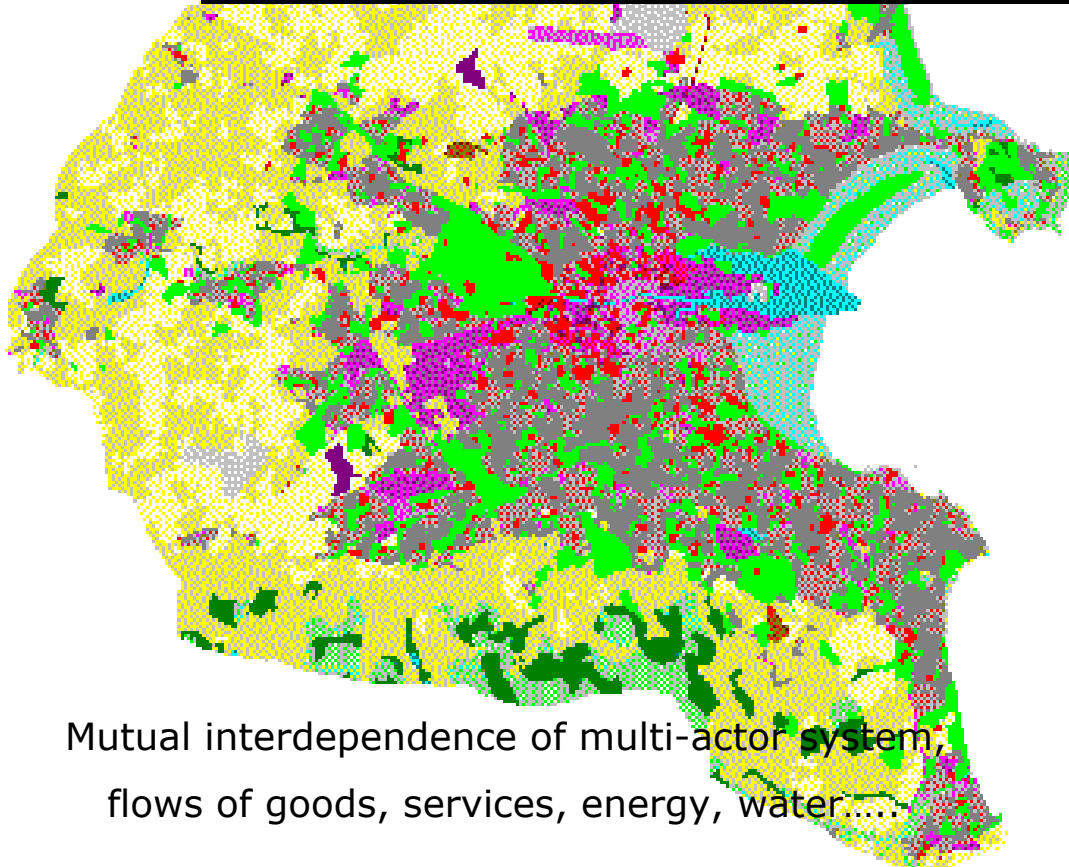 Mutual interdependence of multi-actor system,
flows of goods, services, energy, water.....